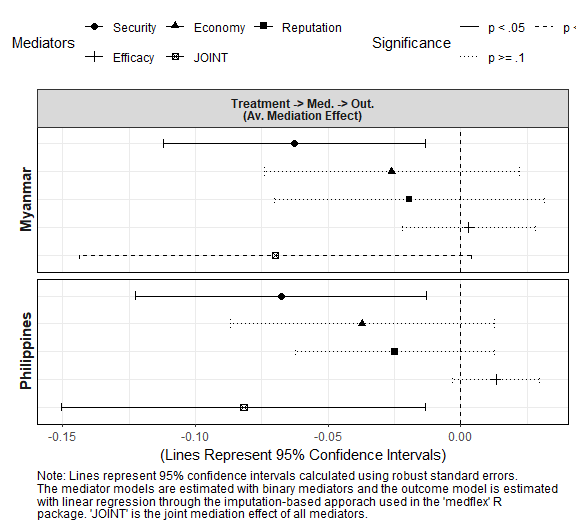 Mediators Security Economy Reputation Significance p < .05 p <
Efficacy JOINT p >= .1
Treatment -> Med. -> Out.
(Av. Mediation Effect)
Myanmar
Philippines
-0.15 -0.10 -0.05 0.00
(Lines Represent 95% Confidence Intervals)
Note: Lines represent 95% confidence intervals calculated using robust standard errors.
The mediator models are estimated with binary mediators and the outcome model is estimated
with linear regression through the imputation-based apporach used in the 'medflex' R
package. 'JOINT' is the joint mediation effect of all mediators.